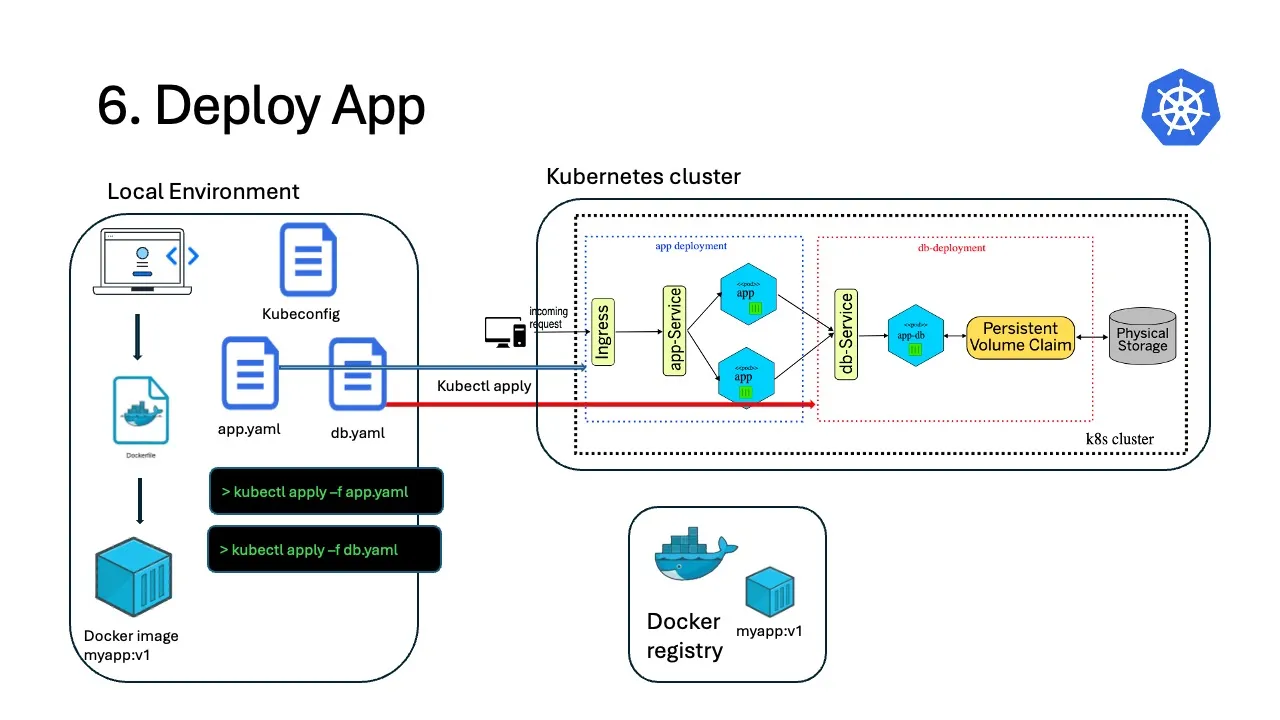 6. Deploy App
Local Environment
Kubeconfig
app.yaml
db.yaml
Dockerfile
> kubectl apply –f app.yaml
> kubectl apply –f db.yaml
Docker image
myapp:v1
Kubectl apply
Kubernetes cluster
incoming
request
app deployment
Ingress
app-Service
<<pod>>
app
<<pod>>
app
db-deployment
db-Service
<<pod>>
app-db
Persistent
Volume Claim
Physical
Storage
k8s cluster
Docker
registry
myapp:v1